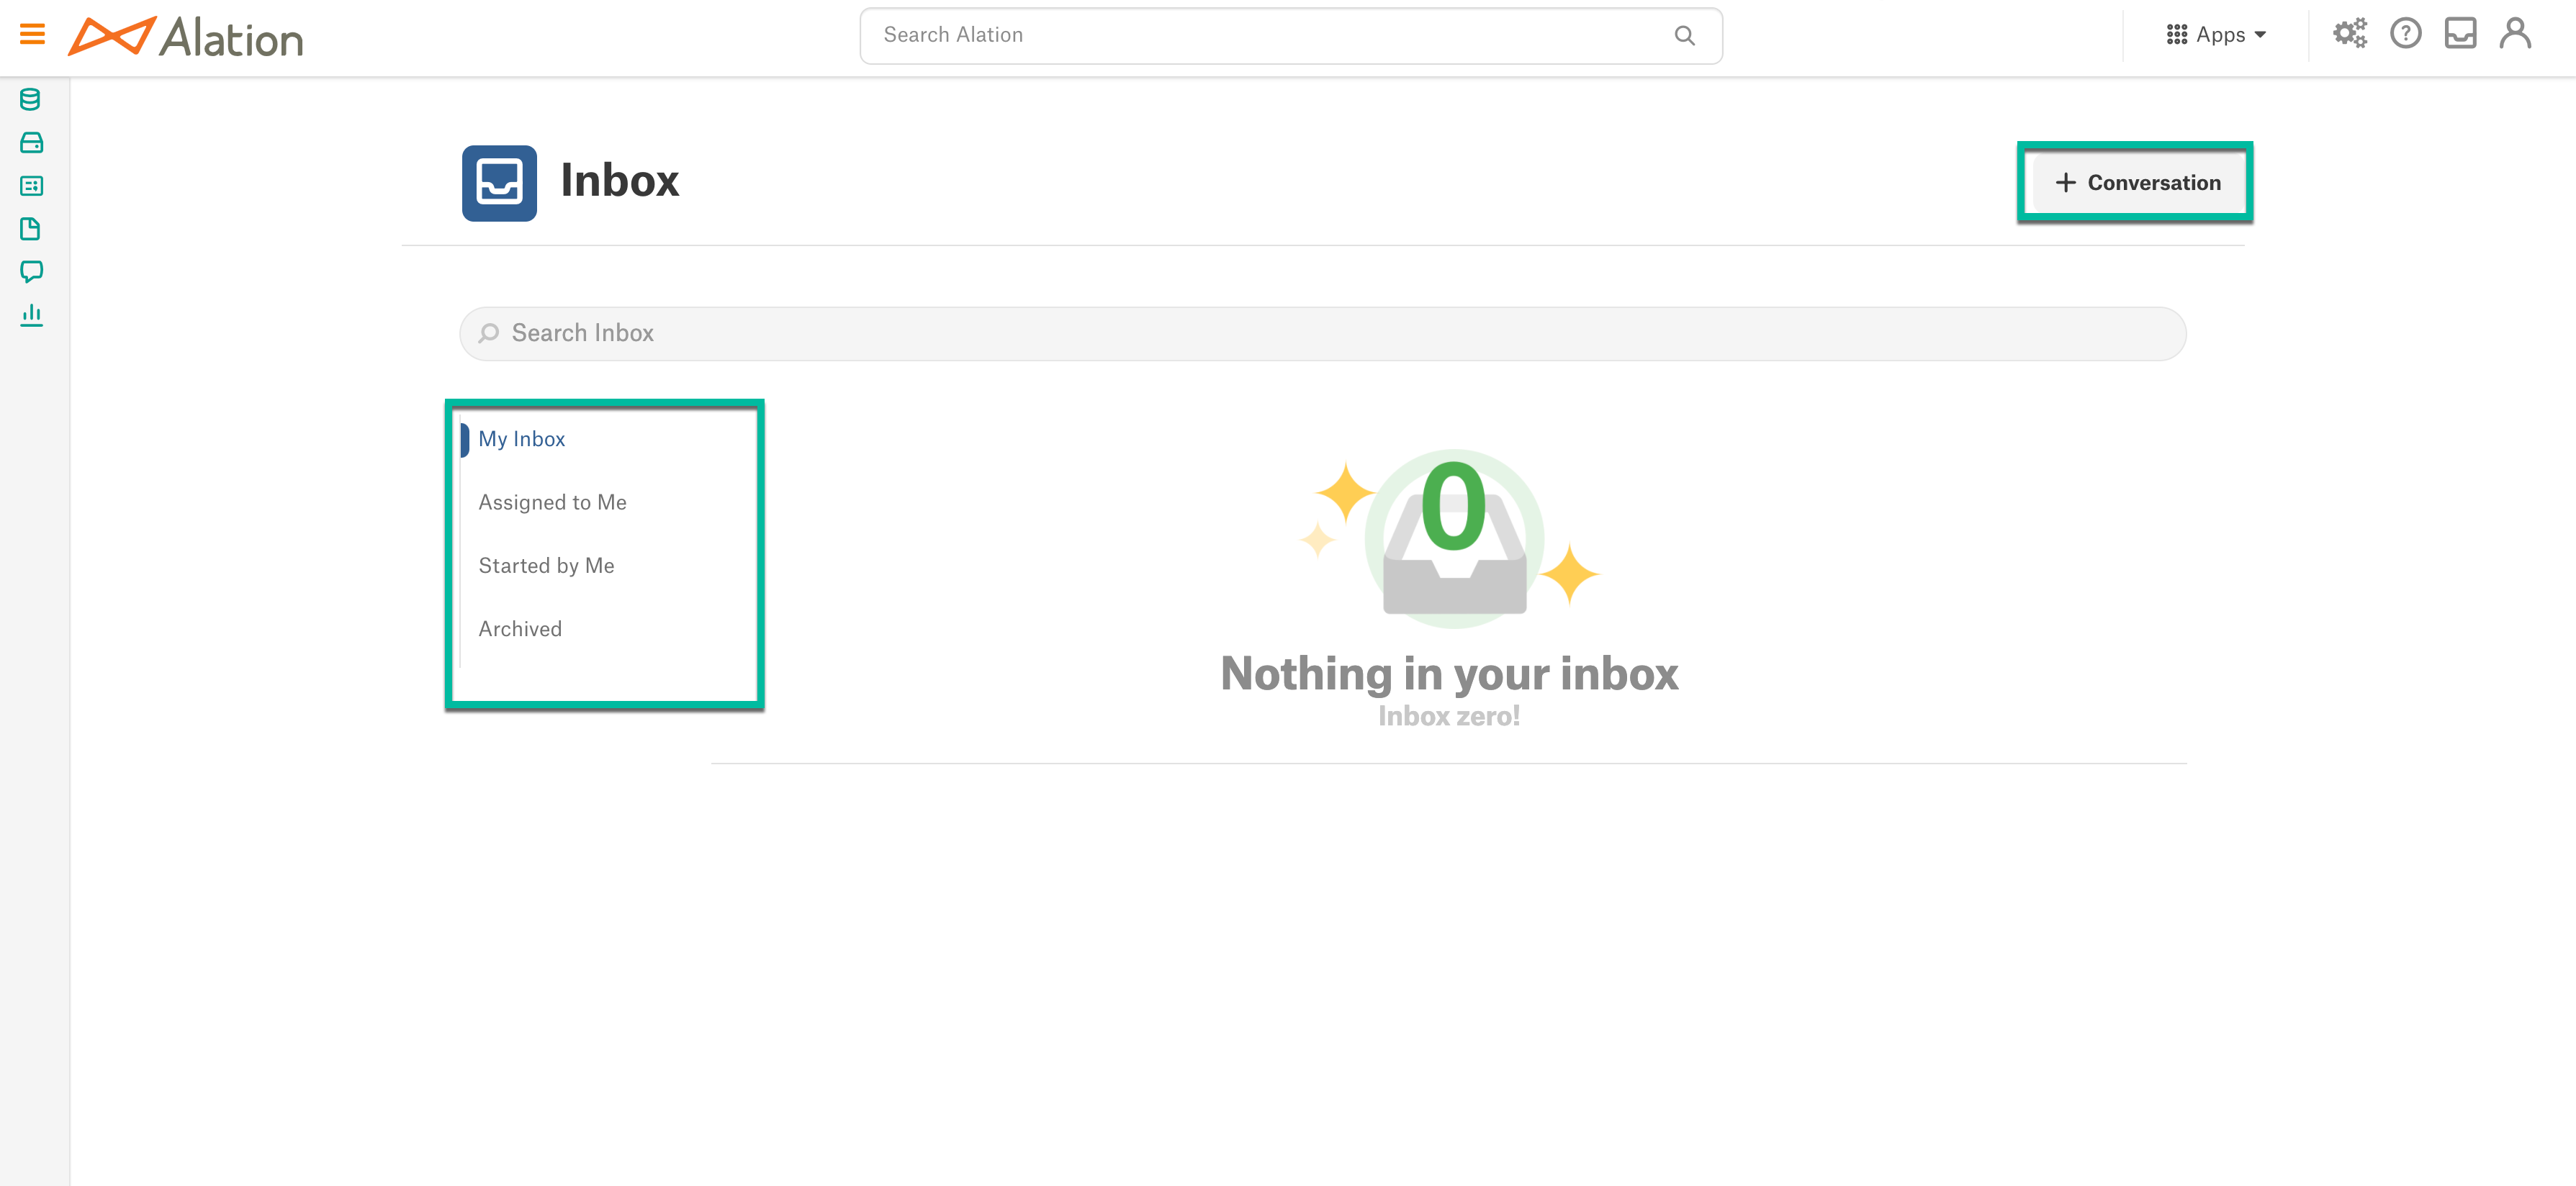 Alation
Search Alation
Apps
Inbox
Conversation
Search Inbox
My Inbox
Assigned to Me
Started by Me
Archived
0
Nothing in your inbox
Inbox zero!